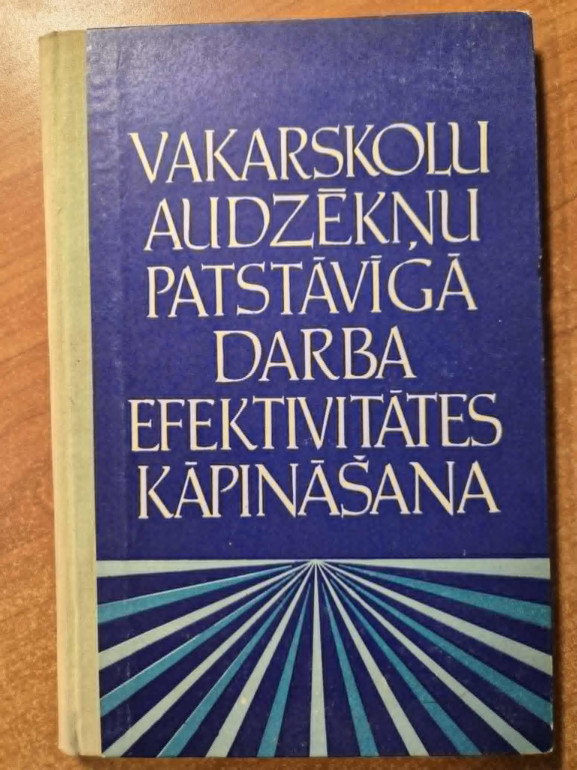 VAKARSKOLU
AUDZĒKŅU
PATSTĀVĪGĀ
DARBA
EFEKTIVITĀTES
KĀPINĀŠANA